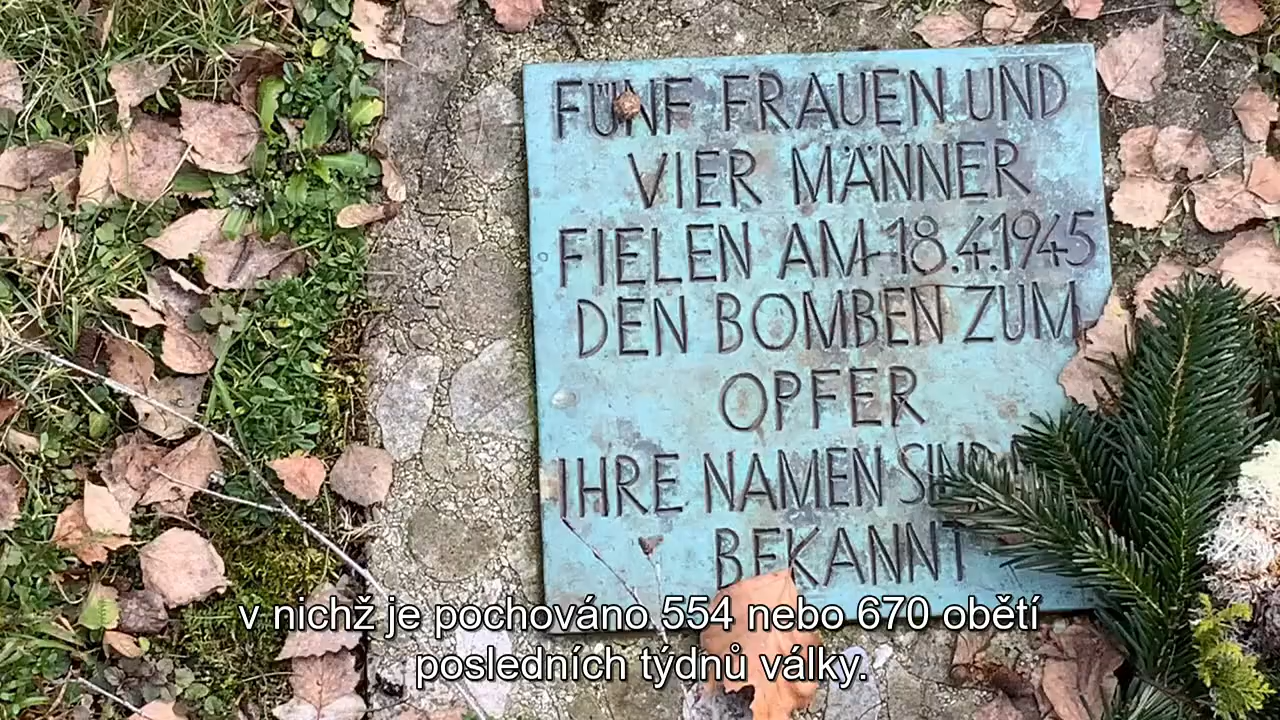 FÜNF FRAUEN UND
VIER MÄNNER
FIELEN AM 18.4.1945
DEN BOMBEN ZUM
OPFER
IHRE NAMEN SIND
BEKANNT
v nichž je pochováno 554 nebo 670 obětí
posledních týdnů války.